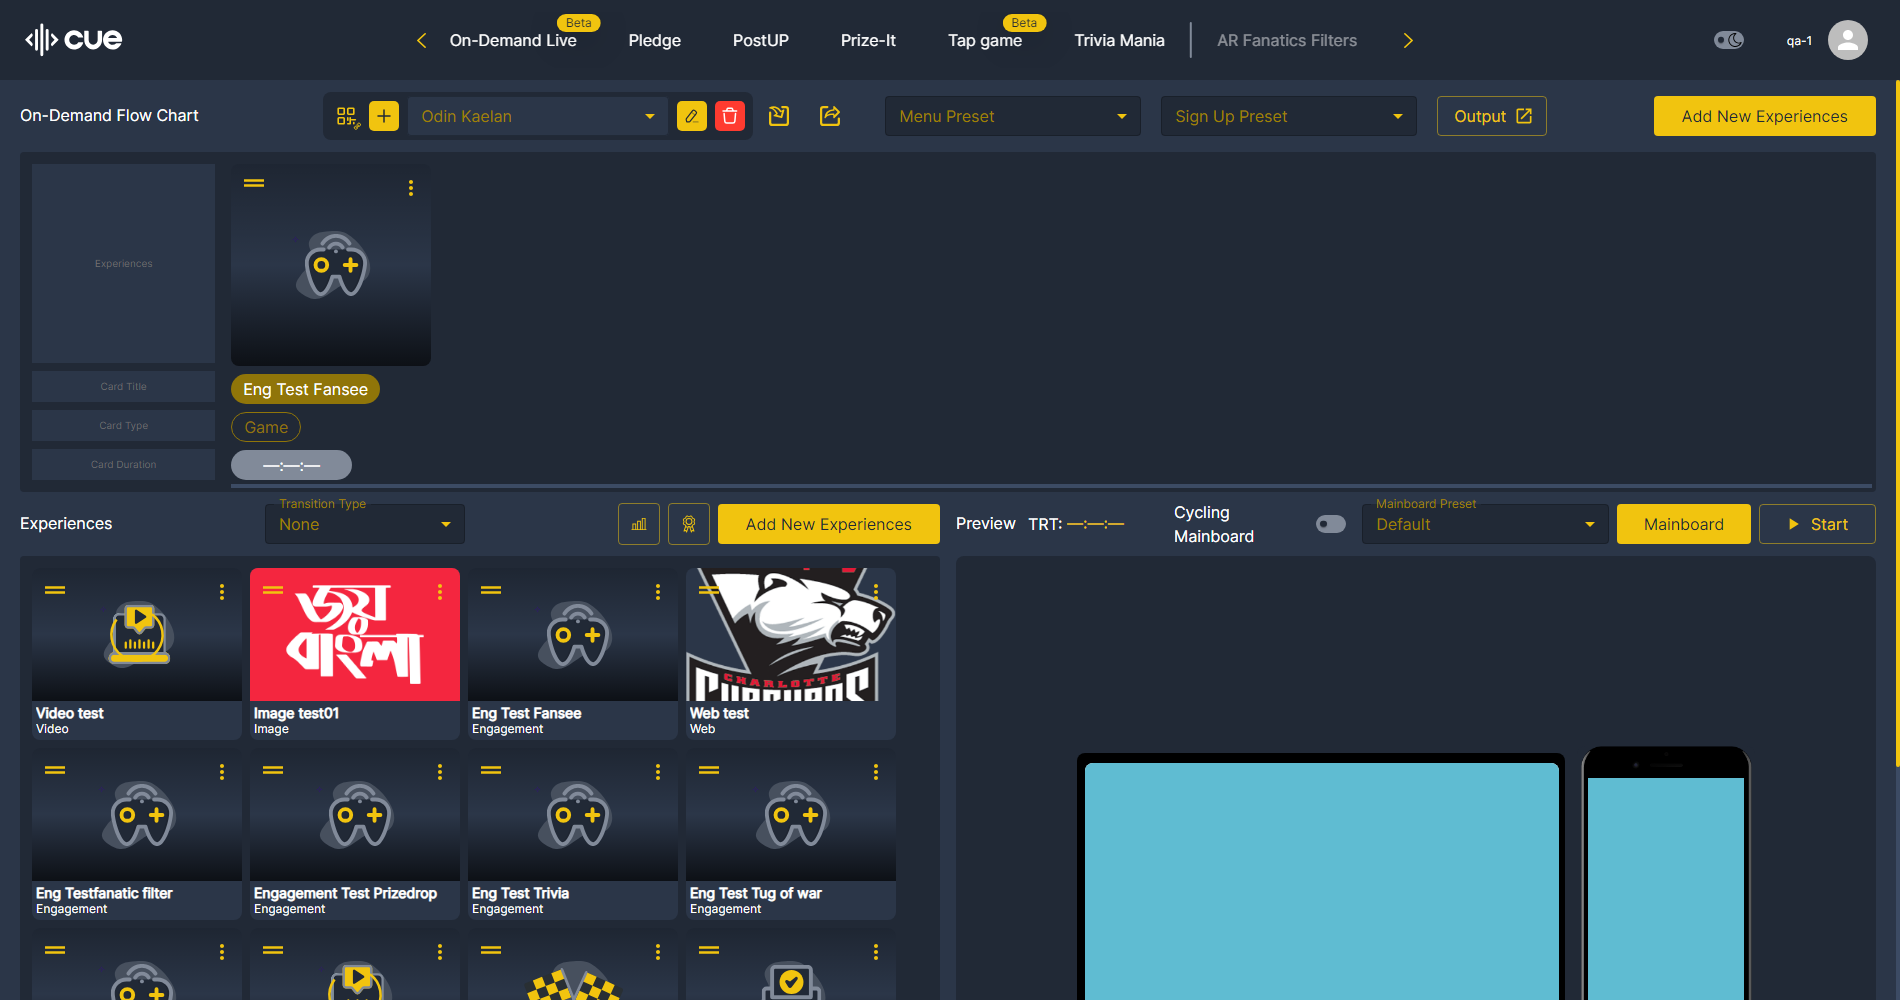 cue
Beta
On-Demand Live
Pledge
PostUP
Prize-It
Beta
Tap game
Trivia Mania
AR Fanatics Filters
qa-1
On-Demand Flow Chart
Odin Kaelan
Menu Preset
Sign Up Preset
Output
Add New Experiences
Experiences
Card Title
Card Type
Card Duration
Eng Test Fansee
Game
—:—:—
Experiences
Transition Type
None
Add New Experiences
Preview TRT: —:—:—
Cycling
Mainboard
Mainboard Preset
Default
Mainboard
Start
জয়
বাংলা
CHARLOTTE
Video test
Video
Image test01
Image
Eng Test Fansee
Engagement
Web test
Web
Eng Testfanatic filter
Engagement
Engagement Test Prizedrop
Engagement
Eng Test Trivia
Engagement
Eng Test Tug of war
Engagement